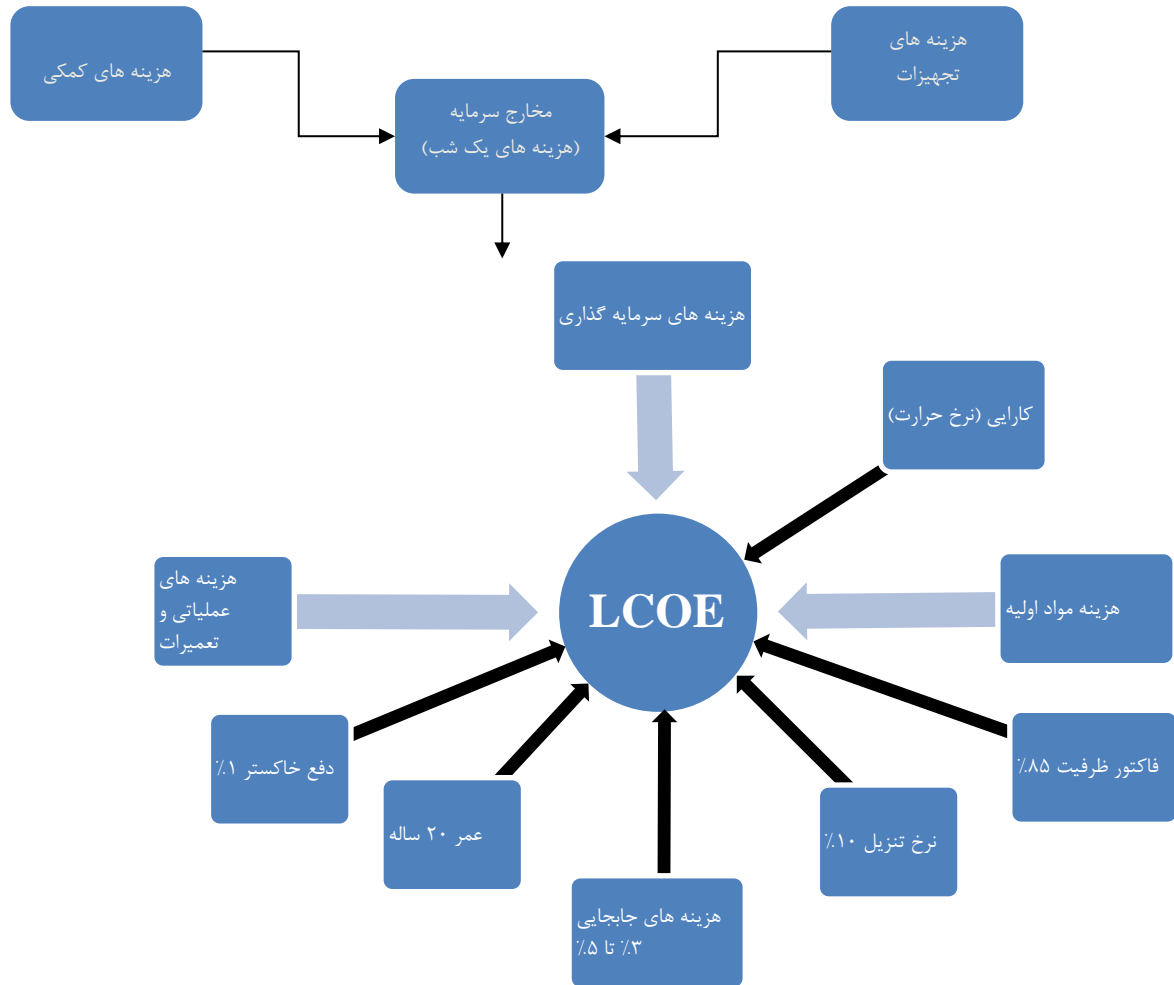 هزینه های
تجهیزات
هزینه های کمکی
مخارج سرمایه
(هزینه های یک شب)
هزینه های سرمایه گذاری
کارایی (نرخ حرارت)
LCOE
هزینه مواد اولیه
هزینه های
عملیاتی و
تعمیرات
فاکتور ظرفیت ۸۵٪
دفع خاکستر ۱٪
نرخ تنزیل ۱۰٪
عمر ۲۰ ساله
هزینه های جابجایی
۳٪ تا ۵٪